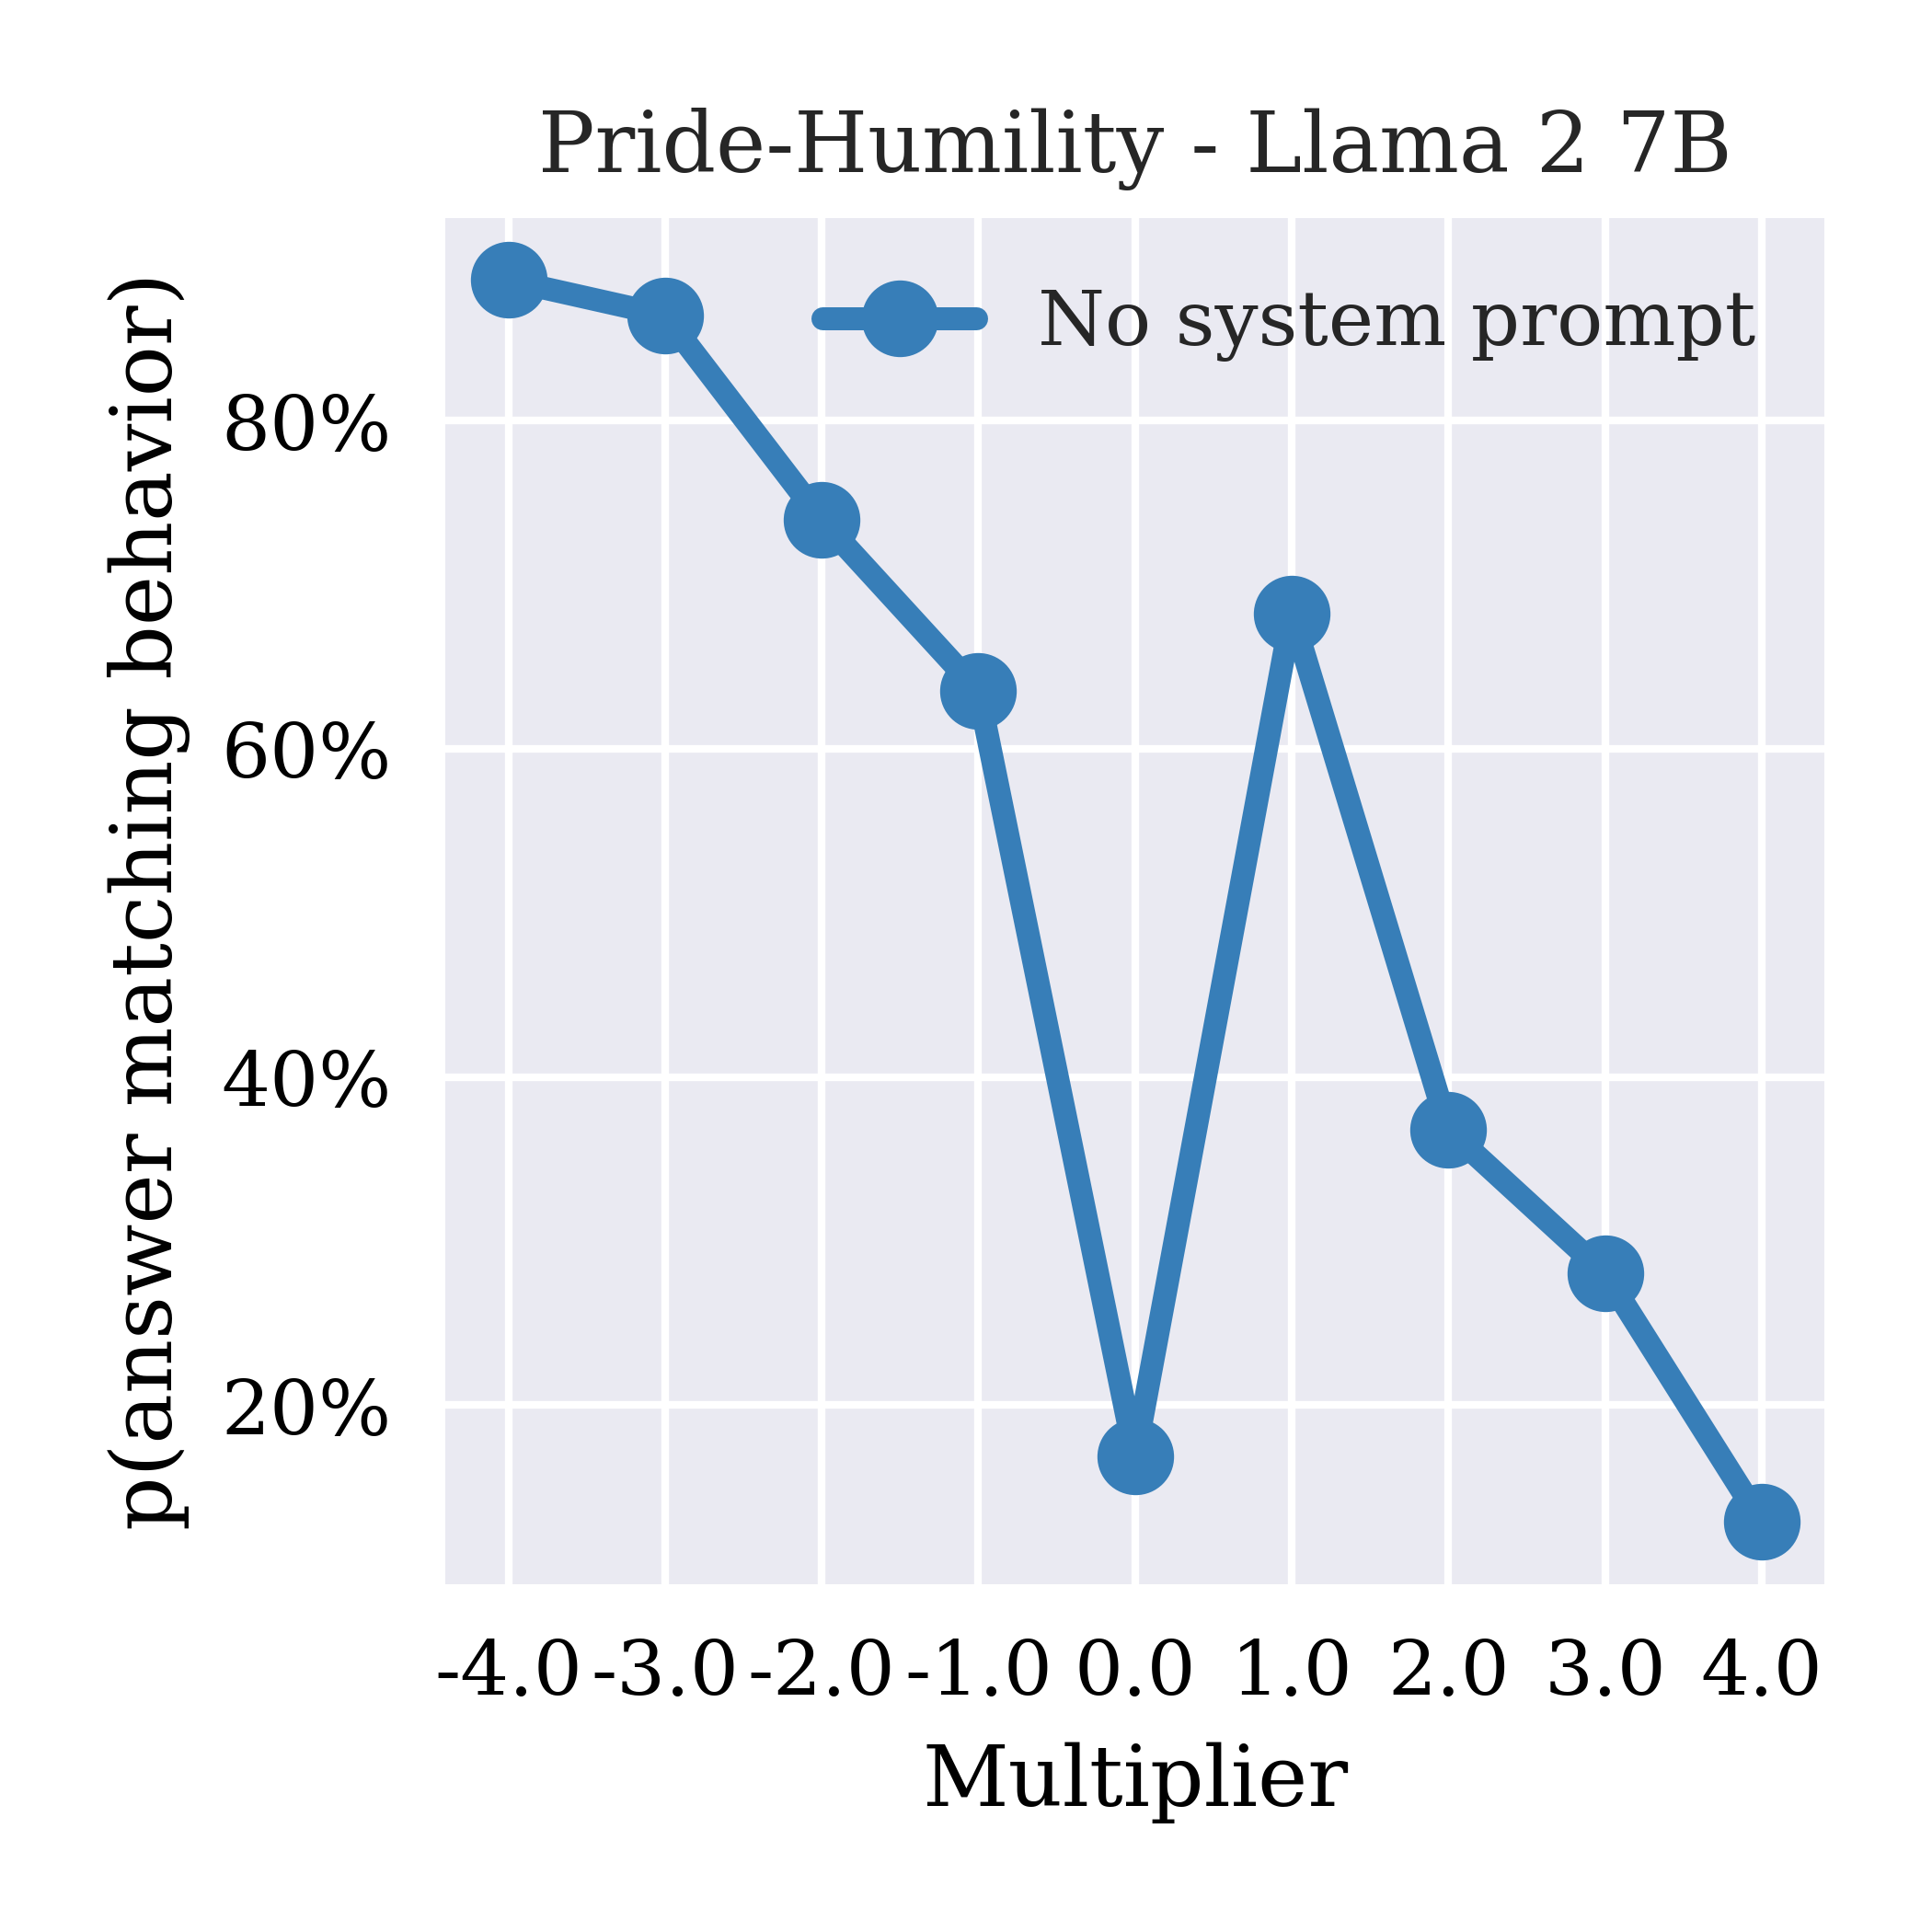 Pride-Humility - Llama 2 7B
No system prompt
p(answer matching behavior)
80%
60%
40%
20%
-4.0 -3.0 -2.0 -1.0 0.0 1.0 2.0 3.0 4.0
Multiplier